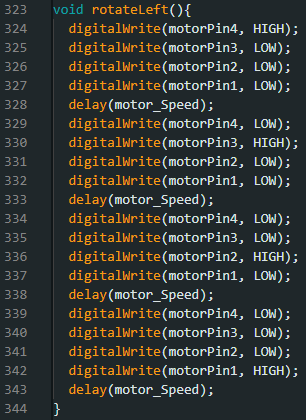 323 void rotateLeft(){
324 digitalWrite(motorPin4, HIGH);
325 digitalWrite(motorPin3, LOW);
326 digitalWrite(motorPin2, LOW);
327 digitalWrite(motorPin1, LOW);
328 delay(motor_Speed);
329 digitalWrite(motorPin4, LOW);
330 digitalWrite(motorPin3, HIGH);
331 digitalWrite(motorPin2, LOW);
332 digitalWrite(motorPin1, LOW);
333 delay(motor_Speed);
334 digitalWrite(motorPin4, LOW);
335 digitalWrite(motorPin3, LOW);
336 digitalWrite(motorPin2, HIGH);
337 digitalWrite(motorPin1, LOW);
338 delay(motor_Speed);
339 digitalWrite(motorPin4, LOW);
340 digitalWrite(motorPin3, LOW);
341 digitalWrite(motorPin2, LOW);
342 digitalWrite(motorPin1, HIGH);
343 delay(motor_Speed);
344 }